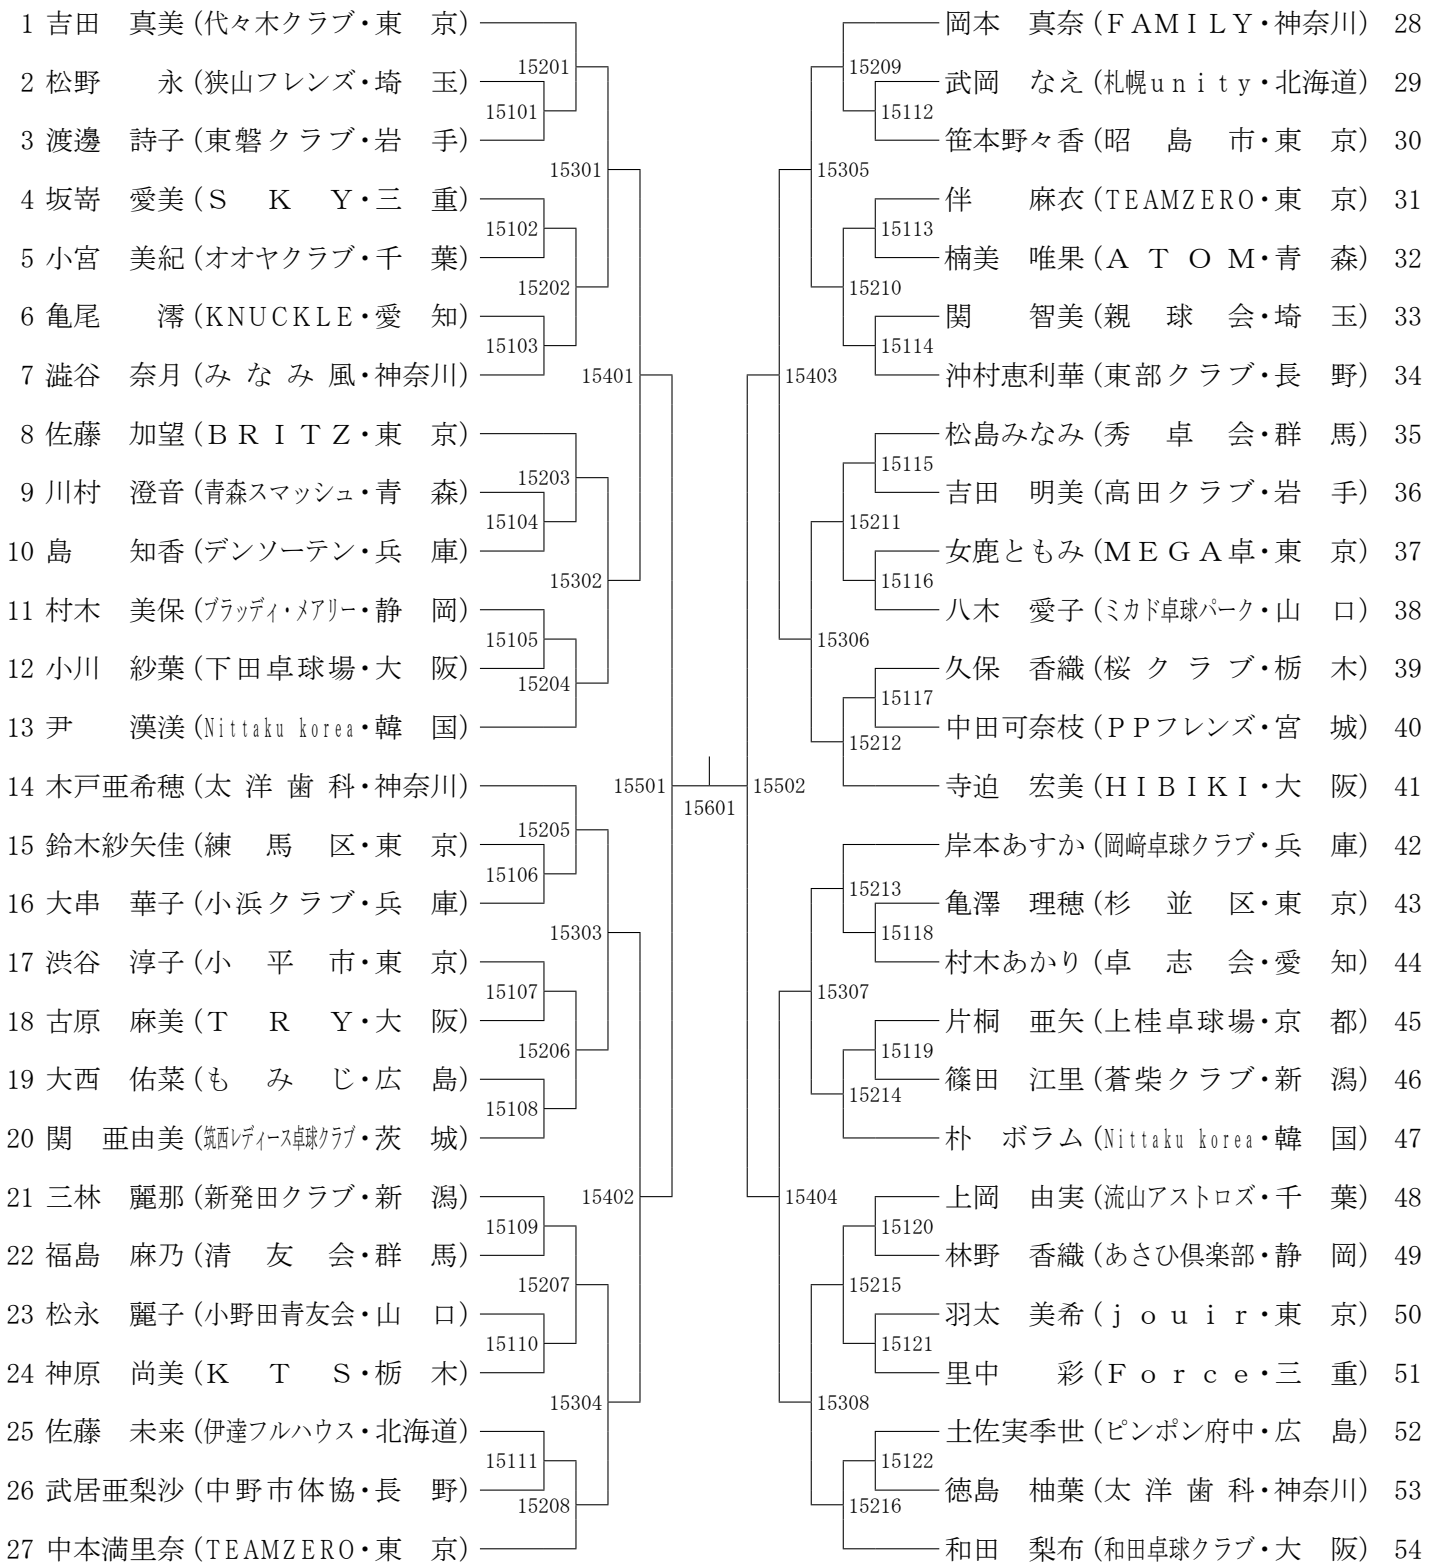 1 吉田　真美 (代々木クラブ・東　京)
15201
2 松野　　永 (狭山フレンズ・埼　玉)
15101
3 渡邊　詩子 (東磐クラブ・岩　手)
15301
4 坂嵜　愛美 (Ｓ　Ｋ　Ｙ・三　重)
15102
5 小宮　美紀 (オオヤクラブ・千　葉)
15202
6 亀尾　　澪 (KNUCKLE・愛　知)
15103
7 澁谷　奈月 (み な み 風・神奈川)
15401
8 佐藤　加望 (ＢＲＩＴＺ・東　京)
15203
9 川村　澄音 (青森スマッシュ・青　森)
15104
10 島　　知香 (デンソーテン・兵　庫)
15302
11 村木　美保 (ブラッディ・メアリー・静　岡)
15105
12 小川　紗葉 (下田卓球場・大　阪)
15204
13 尹　　漢渼 (Nittaku korea・韓　国)
14 木戸亜希穂 (太 洋 歯 科・神奈川)
15501
15205
15 鈴木紗矢佳 (練　馬　区・東　京)
15106
16 大串　華子 (小浜クラブ・兵　庫)
15303
17 渋谷　淳子 (小　平　市・東　京)
15107
18 古原　麻美 (Ｔ　Ｒ　Ｙ・大　阪)
15206
19 大西　佑菜 (も　み　じ・広　島)
15108
20 関　亜由美 (筑西レディース卓球クラブ・茨　城)
21 三林　麗那 (新発田クラブ・新　潟)
15402
15109
22 福島　麻乃 (清　友　会・群　馬)
15207
23 松永　麗子 (小野田青友会・山　口)
15110
24 神原　尚美 (Ｋ　Ｔ　Ｓ・栃　木)
15304
25 佐藤　未来 (伊達フルハウス・北海道)
15111
26 武居亜梨沙 (中野市体協・長　野)
15208
27 中本満里奈 (TEAMZERO・東　京)
15601
岡本　真奈 (ＦＡＭＩＬＹ・神奈川) 28
15209
武岡　なえ (札幌ｕｎｉｔｙ・北海道) 29
15112
笹本野々香 (昭　島　市・東　京) 30
15305
伴　　麻衣 (TEAMZERO・東　京) 31
15113
楠美　唯果 (Ａ Ｔ Ｏ Ｍ・青　森) 32
15210
関　　智美 (親　球　会・埼　玉) 33
15114
沖村恵利華 (東部クラブ・長　野) 34
15403
松島みなみ (秀　卓　会・群　馬) 35
15115
吉田　明美 (高田クラブ・岩　手) 36
15211
女鹿ともみ (ＭＥＧＡ卓・東　京) 37
15116
八木　愛子 (ミカド卓球パーク・山　口) 38
15306
久保　香織 (桜 ク ラ ブ・栃　木) 39
15117
中田可奈枝 (ＰＰフレンズ・宮　城) 40
15212
寺迫　宏美 (ＨＩＢＩＫＩ・大　阪) 41
15502
岸本あすか (岡﨑卓球クラブ・兵　庫) 42
15213
亀澤　理穂 (杉　並　区・東　京) 43
15118
村木あかり (卓　志　会・愛　知) 44
15307
片桐　亜矢 (上桂卓球場・京　都) 45
15119
篠田　江里 (蒼柴クラブ・新　潟) 46
15214
朴　ボラム (Nittaku korea・韓　国) 47
上岡　由実 (流山アストロズ・千　葉) 48
15404
15120
林野　香織 (あさひ倶楽部・静　岡) 49
15215
羽太　美希 (ｊｏｕｉｒ・東　京) 50
15121
里中　　彩 (Ｆｏｒｃｅ・三　重) 51
15308
土佐実季世 (ピンポン府中・広　島) 52
15122
徳島　柚葉 (太 洋 歯 科・神奈川) 53
15216
和田　梨布 (和田卓球クラブ・大　阪) 54